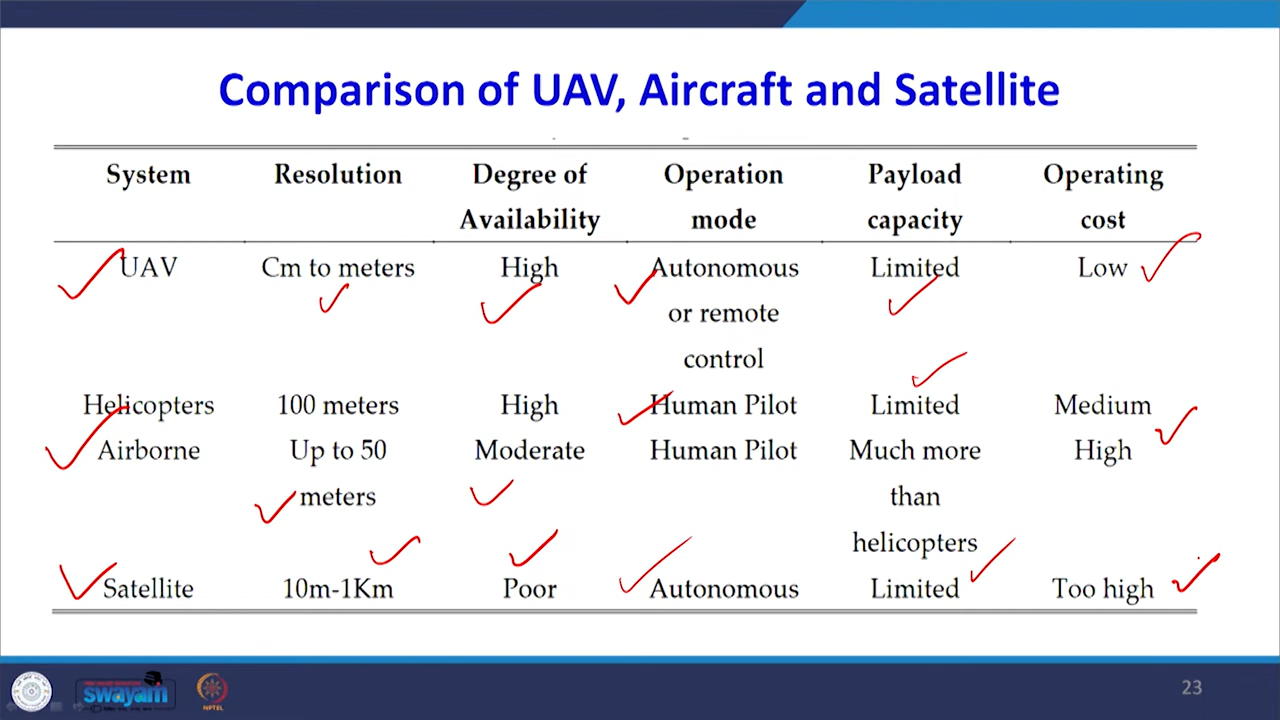 Comparison of UAV, Aircraft and Satellite
System Resolution Degree of Availability Operation mode Payload capacity Operating cost
UAV Cm to meters High Autonomous or remote control Limited Low
Helicopters 100 meters High Human Pilot Limited Medium
Airborne Up to 50 meters Moderate Human Pilot Much more than helicopters High
Satellite 10m-1Km Poor Autonomous Limited Too high
swayam
NPTEL
23